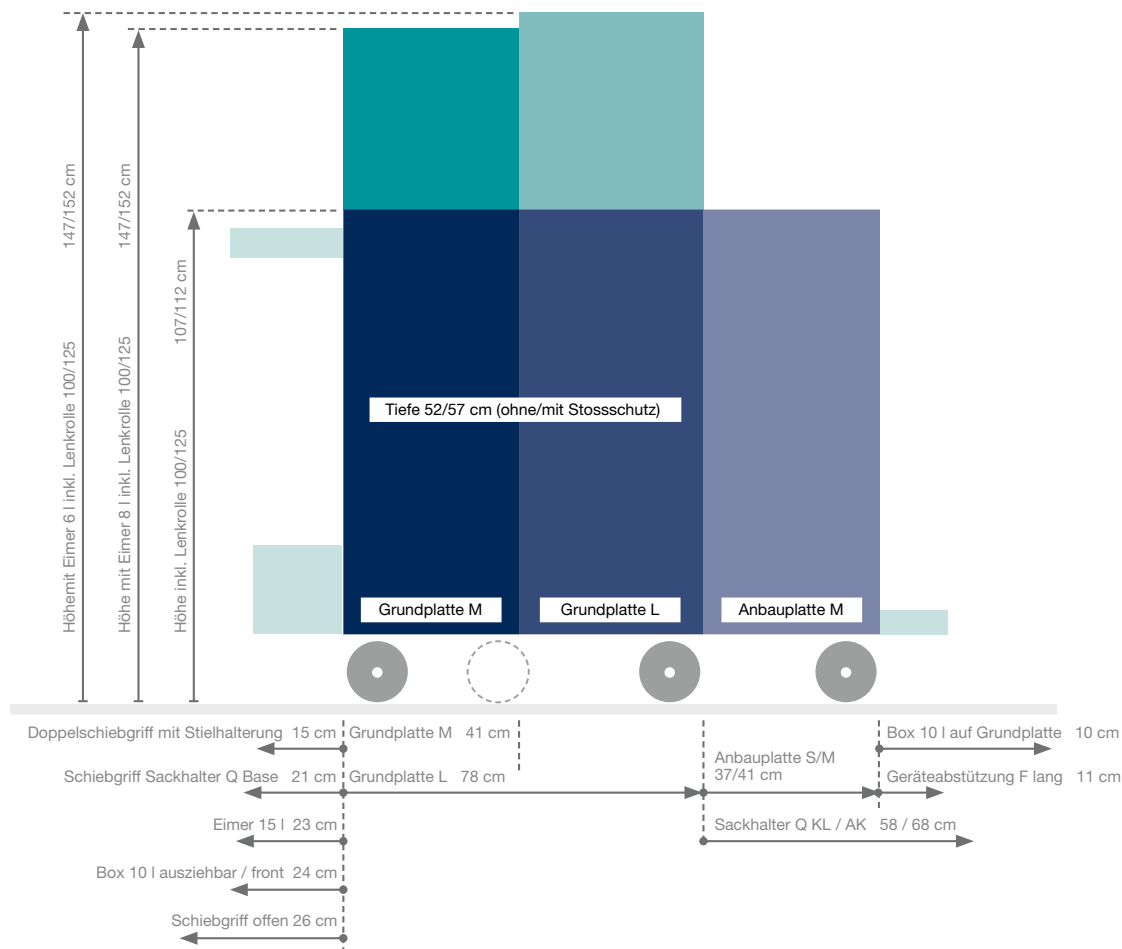 Höhemit Eimer 6 l inkl. Lenkrolle 100/125 147/152 cm
Höhe mit Eimer 8 l inkl. Lenkrolle 100/125 147/152 cm
Höhe inkl. Lenkrolle 100/125 107/112 cm
Tiefe 52/57 cm (ohne/mit Stossschutz)
Grundplatte M
Grundplatte L
Anbauplatte M
Doppelschiebgriff mit Stielhalterung 15 cm
Grundplatte M 41 cm
Box 10 l auf Grundplatte 10 cm
Schiebgriff Sackhalter Q Base 21 cm
Grundplatte L 78 cm
Anbauplatte S/M
37/41 cm
Geräteabstützung F lang 11 cm
Eimer 15 l 23 cm
Sackhalter Q KL / AK 58 / 68 cm
Box 10 l ausziehbar / front 24 cm
Schiebgriff offen 26 cm